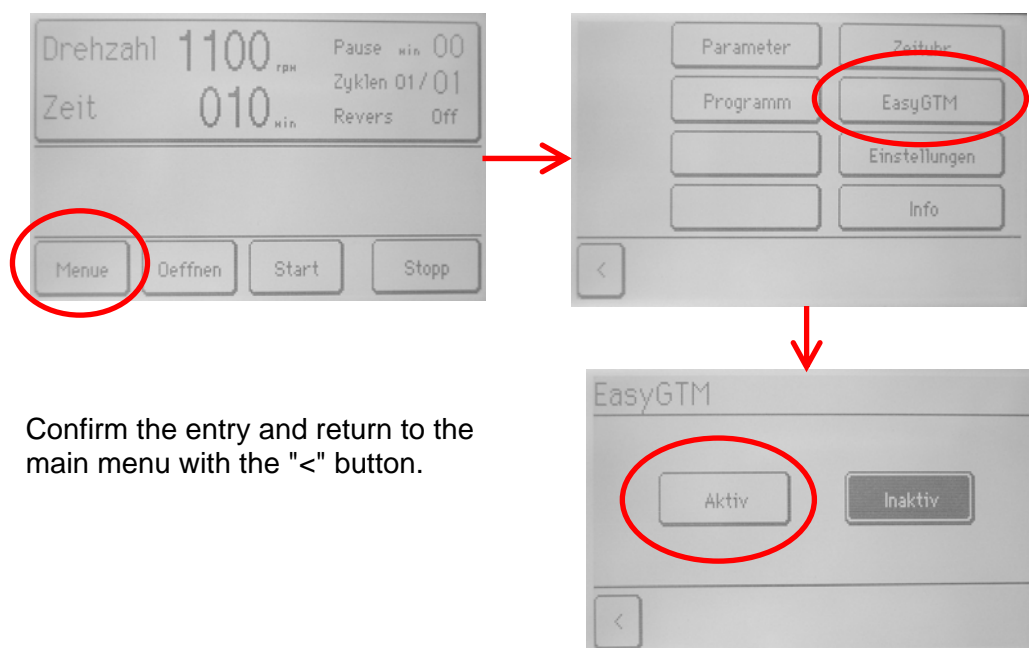 Drehzahl 1100 rpm Pause min 00
Zyklen 01/01
Zeit 010 min Revers Off
Menue Oeffnen Start Stopp
Parameter Zeituhr
Programm EasyGTM
Einstellungen
Info
<
Confirm the entry and return to the
main menu with the "<" button.
EasyGTM
Aktiv Inaktiv
<